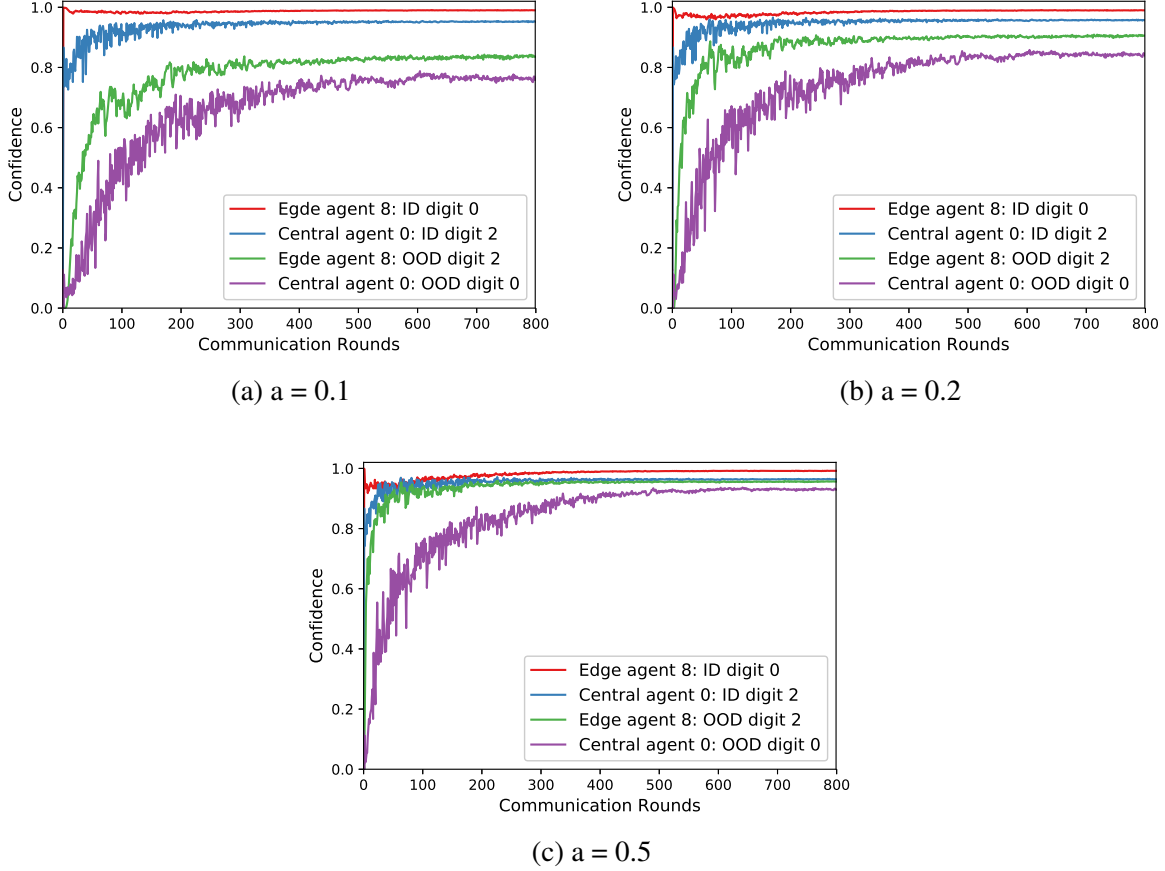 1.0
0.8
0.6
0.4
0.2
0.0
Confidence
Egde agent 8: ID digit 0
Central agent 0: ID digit 2
Egde agent 8: OOD digit 2
Central agent 0: OOD digit 0
0 100 200 300 400 500 600 700 800
Communication Rounds
(a) a = 0.1
1.0
0.8
0.6
0.4
0.2
0.0
Confidence
Edge agent 8: ID digit 0
Central agent 0: ID digit 2
Edge agent 8: OOD digit 2
Central agent 0: OOD digit 0
0 100 200 300 400 500 600 700 800
Communication Rounds
(b) a = 0.2
1.0
0.8
0.6
0.4
0.2
0.0
Confidence
Edge agent 8: ID digit 0
Central agent 0: ID digit 2
Edge agent 8: OOD digit 2
Central agent 0: OOD digit 0
0 100 200 300 400 500 600 700 800
Communication Rounds
(c) a = 0.5